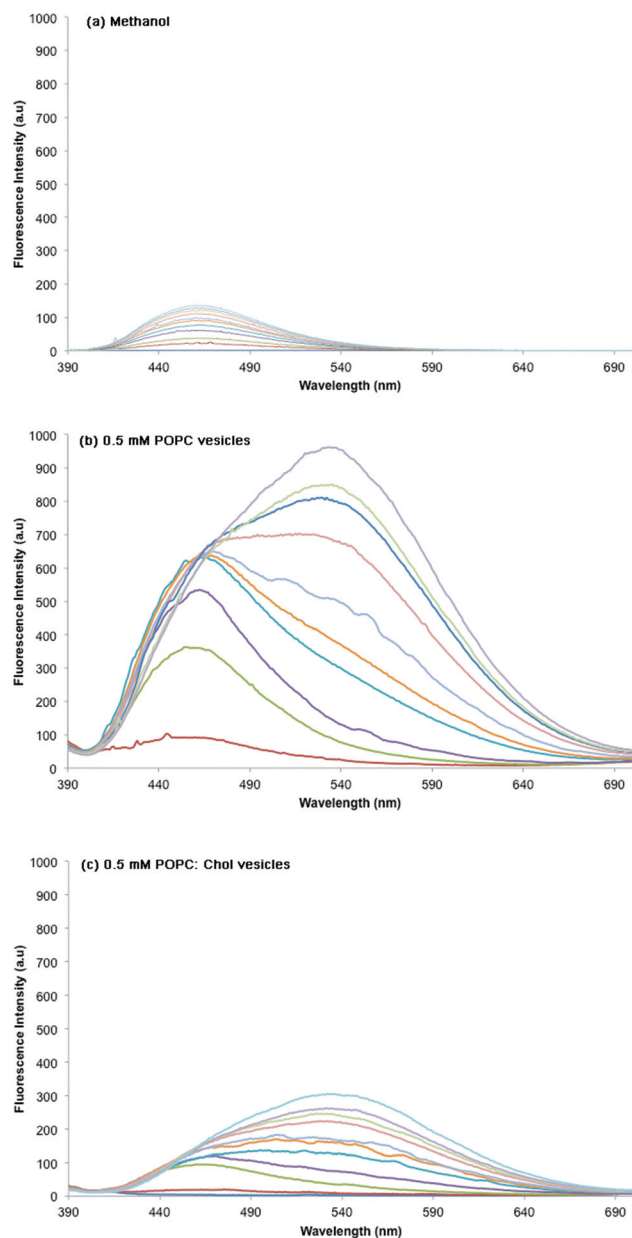 (a) Methanol
1000
900
800
700
600
500
400
300
200
100
0
Fluorescence Intensity (a.u)
390 440 490 540 590 640 690
Wavelength (nm)
(b) 0.5 mM POPC vesicles
1000
900
800
700
600
500
400
300
200
100
0
Fluorescence Intensity (a.u)
390 440 490 540 590 640 690
Wavelength (nm)
(c) 0.5 mM POPC: Chol vesicles
1000
900
800
700
600
500
400
300
200
100
0
Fluorescence Intensity (a.u)
390 440 490 540 590 640 690
Wavelength (nm)